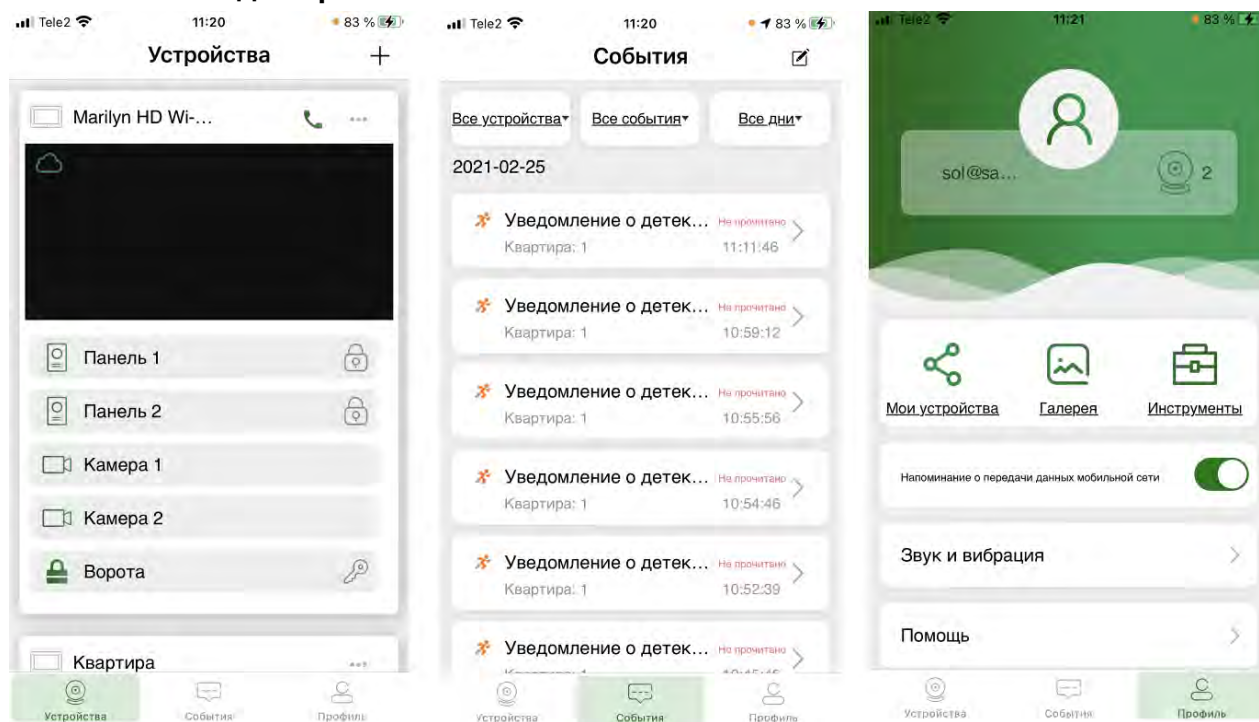 Tele2 11:20 83 %
Устройства
Marilyn HD Wi-...
Панель 1
Панель 2
Камера 1
Камера 2
Ворота
Квартира
Устройства События Профиль
Tele2 11:20 83 %
События
Все устройства Все события Все дни
2021-02-25
Уведомление о детек... Не прочитано
Квартира: 1 11:11:46
Уведомление о детек... Не прочитано
Квартира: 1 10:59:12
Уведомление о детек... Не прочитано
Квартира: 1 10:55:56
Уведомление о детек... Не прочитано
Квартира: 1 10:54:46
Уведомление о детек... Не прочитано
Квартира: 1 10:52:39
Уведомление о детек... Не прочитано
Устройства События Профиль
Tele2 11:21 83 %
sol@sa... 2
Мои устройства Галерея Инструменты
Напоминание о передачи данных мобильной сети
Звук и вибрация
Помощь
Устройства События Профиль